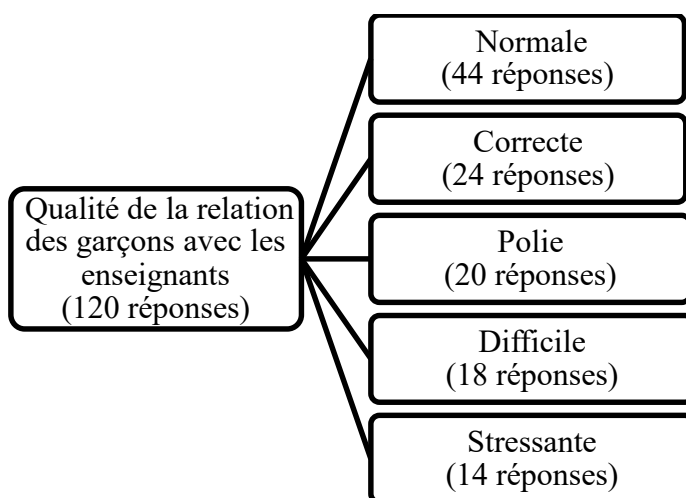 Qualité de la relation
des garçons avec les
enseignants
(120 réponses)
Normale
(44 réponses)
Correcte
(24 réponses)
Polie
(20 réponses)
Difficile
(18 réponses)
Stressante
(14 réponses)